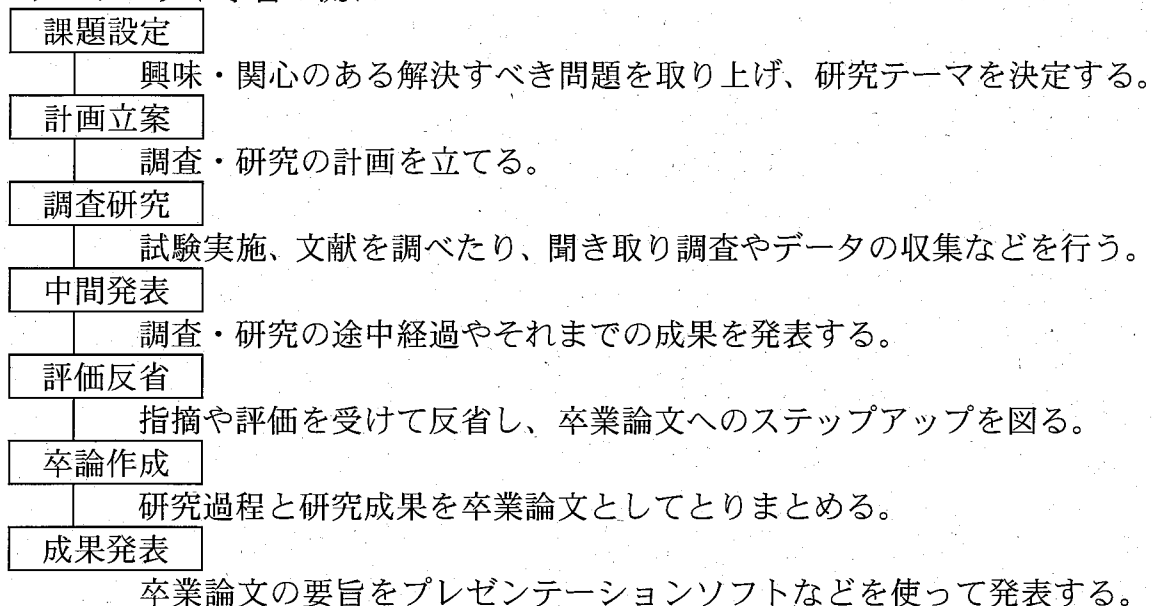 課題設定
興味・関心のある解決すべき問題を取り上げ、研究テーマを決定する。
計画立案
調査・研究の計画を立てる。
調査研究
試験実施、文献を調べたり、聞き取り調査やデータの収集などを行う。
中間発表
調査・研究の途中経過やそれまでの成果を発表する。
評価反省
指摘や評価を受けて反省し、卒業論文へのステップアップを図る。
卒論作成
研究過程と研究成果を卒業論文としてとりまとめる。
成果発表
卒業論文の要旨をプレゼンテーションソフトなどを使って発表する。